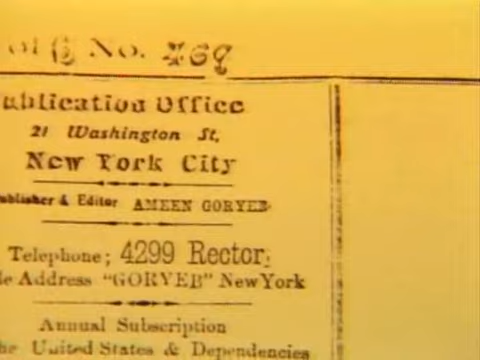 No. 469
ublication Office
21 Washington St,
New York City
ublisher & Editor AMEEN GORYEB
Telephone; 4299 Rector.
le Address "GORYEB" New York
Annual Subscription
he United States & Dependencies